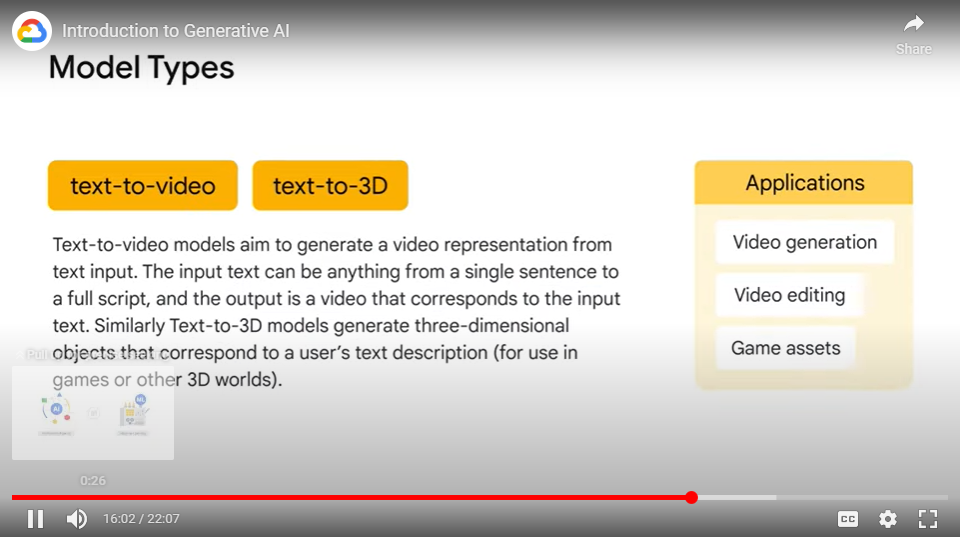 Introduction to Generative AI
Share
Model Types
text-to-video
text-to-3D
Text-to-video models aim to generate a video representation from
text input. The input text can be anything from a single sentence to
a full script, and the output is a video that corresponds to the input
text. Similarly Text-to-3D models generate three-dimensional
objects that correspond to a user’s text description (for use in
games or other 3D worlds).
Applications
Video generation
Video editing
Game assets
AI
ML
0:26
16:02 / 22:07
CC